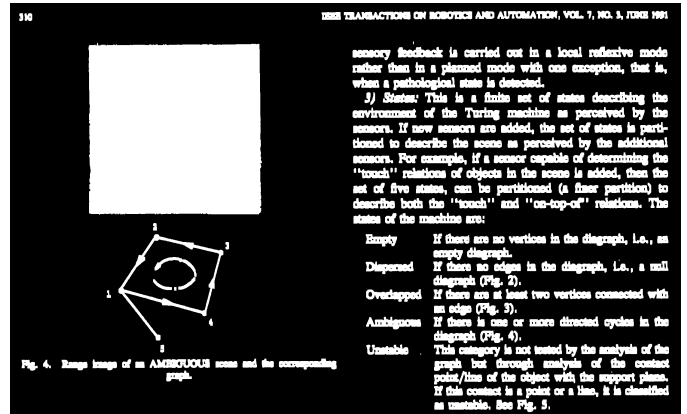 310
IEEE TRANSACTIONS ON ROBOTICS AND AUTOMATION, VOL. 7, NO. 3, JUNE 1991
2
3
1
4
5
Fig. 4. Range image of an AMBIGUOUS scene and the corresponding
graph.
sensory feedback is carried out in a local reflexive mode
rather than in a planned mode with one exception, that is,
when a pathological state is detected.
3) States: This is a finite set of states describing the
environment of the Turing machine as perceived by the
sensors. If new sensors are added, the set of states is parti-
tioned to describe the scene as perceived by the additional
sensors. For example, if a sensor capable of determining the
"touch" relations of objects in the scene is added, then the
set of five states, can be partitioned (a finer partition) to
describe both the "touch" and "on-top-of" relations. The
states of the machine are:
Empty If there are no vertices in the diagraph, i.e., an
empty diagraph.
Dispersed If there no edges in the diagraph, i.e., a null
diagraph (Fig. 2).
Overlapped If there are at least two vertices connected with
an edge (Fig. 3).
Ambiguous If there is one or more directed cycles in the
diagraph (Fig. 4).
Unstable This category is not tested by the analysis of the
graph but through analysis of the contact
point/line of the object with the support plane.
If this contact is a point or a line, it is classified
as unstable. See Fig. 5.